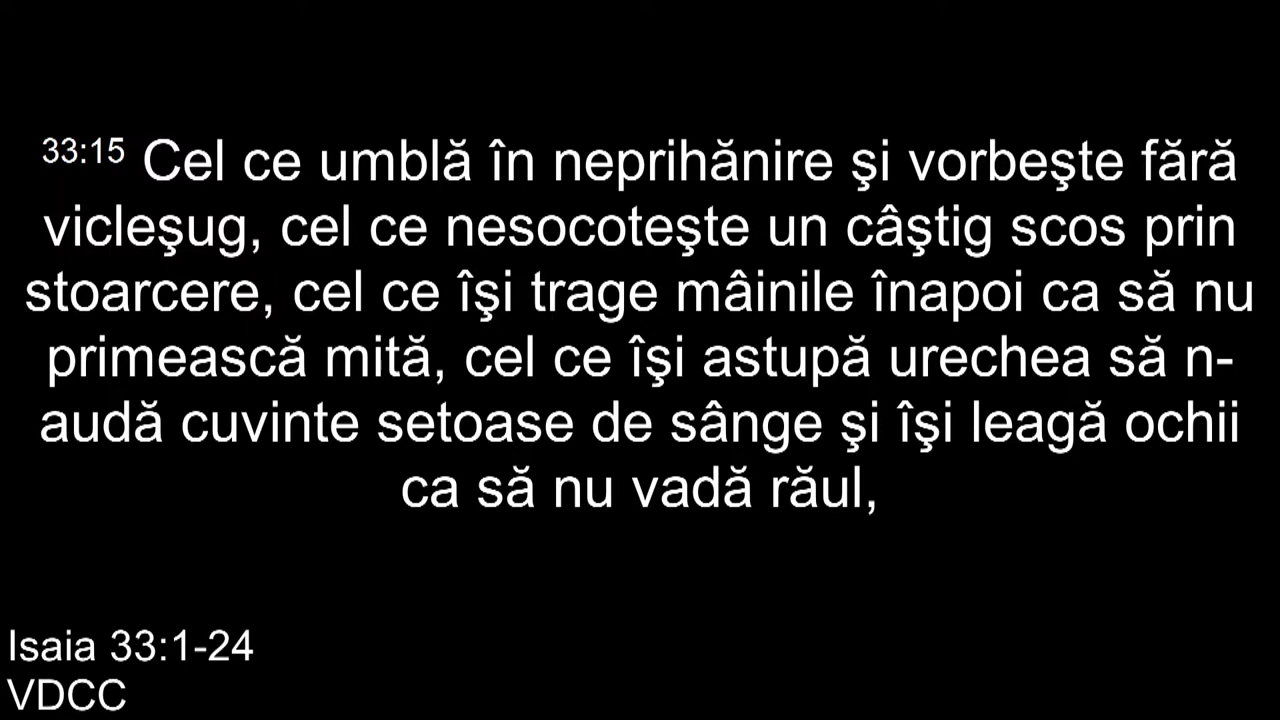 33:15 Cel ce umblă în neprihănire şi vorbeşte fără
vicleşug, cel ce nesocoteşte un câştig scos prin
stoarcere, cel ce îşi trage mâinile înapoi ca să nu
primească mită, cel ce îşi astupă urechea să n-
audă cuvinte setoase de sânge şi îşi leagă ochii
ca să nu vadă răul,
Isaia 33:1-24
VDCC